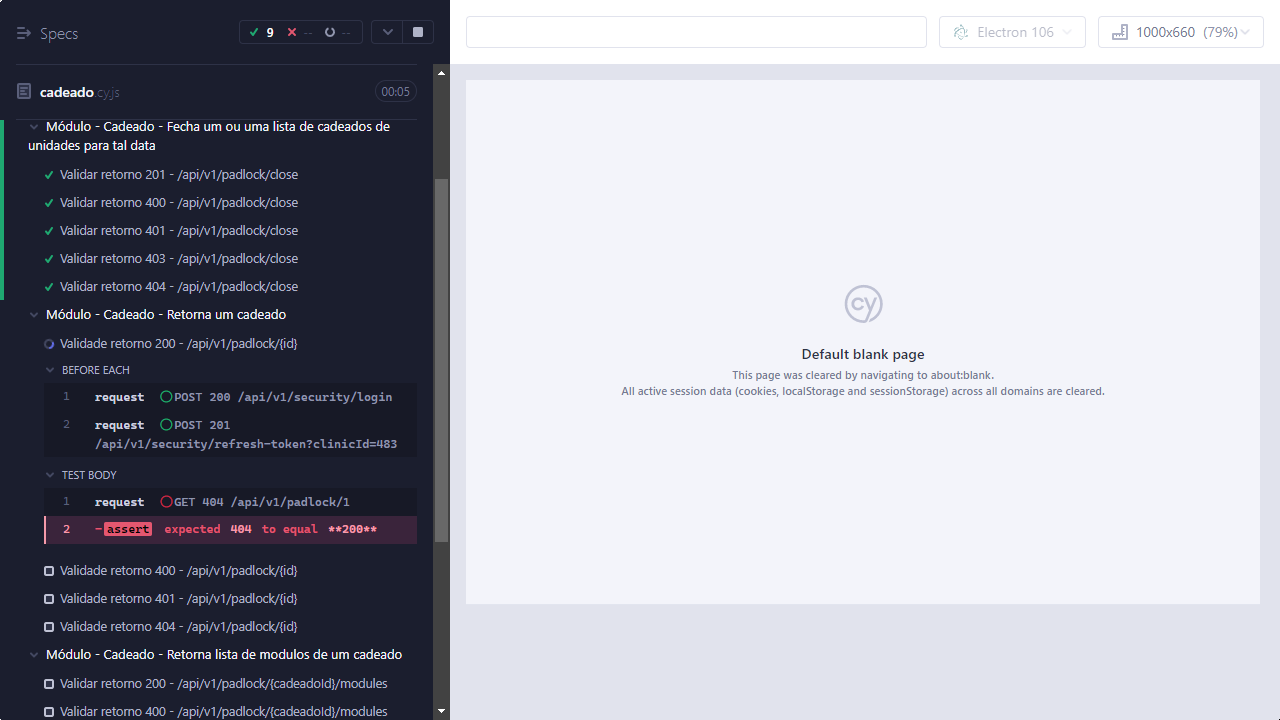 Specs
9
--
--
Electron 106
1000x660 (79%)
cadeado.cy.js
00:05
Módulo - Cadeado - Fecha um ou uma lista de cadeados de
unidades para tal data
Validar retorno 201 - /api/v1/padlock/close
Validar retorno 400 - /api/v1/padlock/close
Validar retorno 401 - /api/v1/padlock/close
Validar retorno 403 - /api/v1/padlock/close
Validar retorno 404 - /api/v1/padlock/close
Módulo - Cadeado - Retorna um cadeado
Validade retorno 200 - /api/v1/padlock/{id}
BEFORE EACH
1 request POST 200 /api/v1/security/login
2 request POST 201
/api/v1/security/refresh-token?clinicId=483
TEST BODY
1 request GET 404 /api/v1/padlock/1
2 -assert expected 404 to equal **200**
Validade retorno 400 - /api/v1/padlock/{id}
Validade retorno 401 - /api/v1/padlock/{id}
Validade retorno 404 - /api/v1/padlock/{id}
Módulo - Cadeado - Retorna lista de modulos de um cadeado
Validar retorno 200 - /api/v1/padlock/{cadeadoId}/modules
Validar retorno 400 - /api/v1/padlock/{cadeadoId}/modules
cy
Default blank page
This page was cleared by navigating to about:blank.
All active session data (cookies, localStorage and sessionStorage) across all domains are cleared.